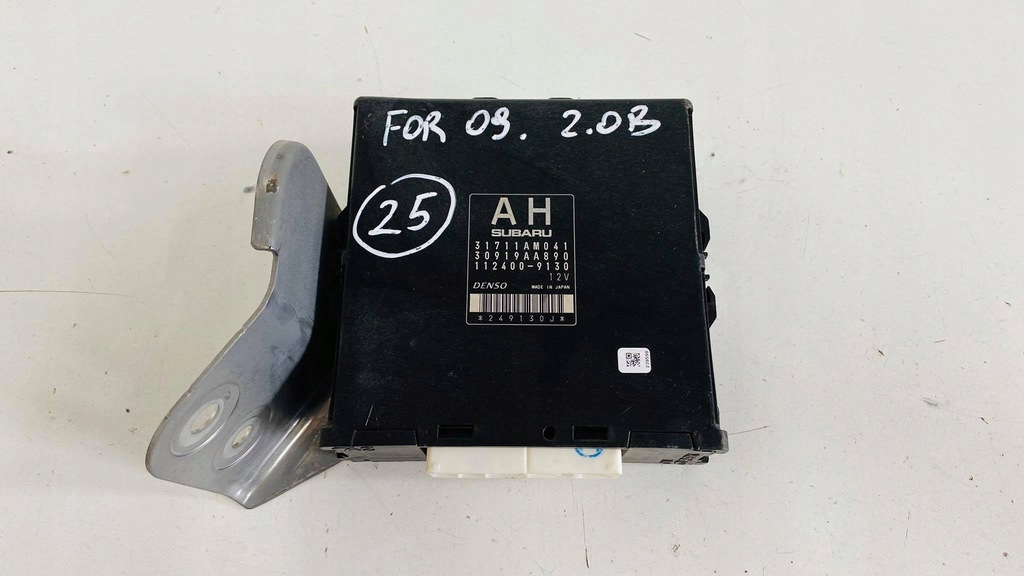 FOR 09. 2.0B
25
AH
SUBARU
31711AM041
30919AA890
112400-9130
12V
DENSO MADE IN JAPAN
*249130J*